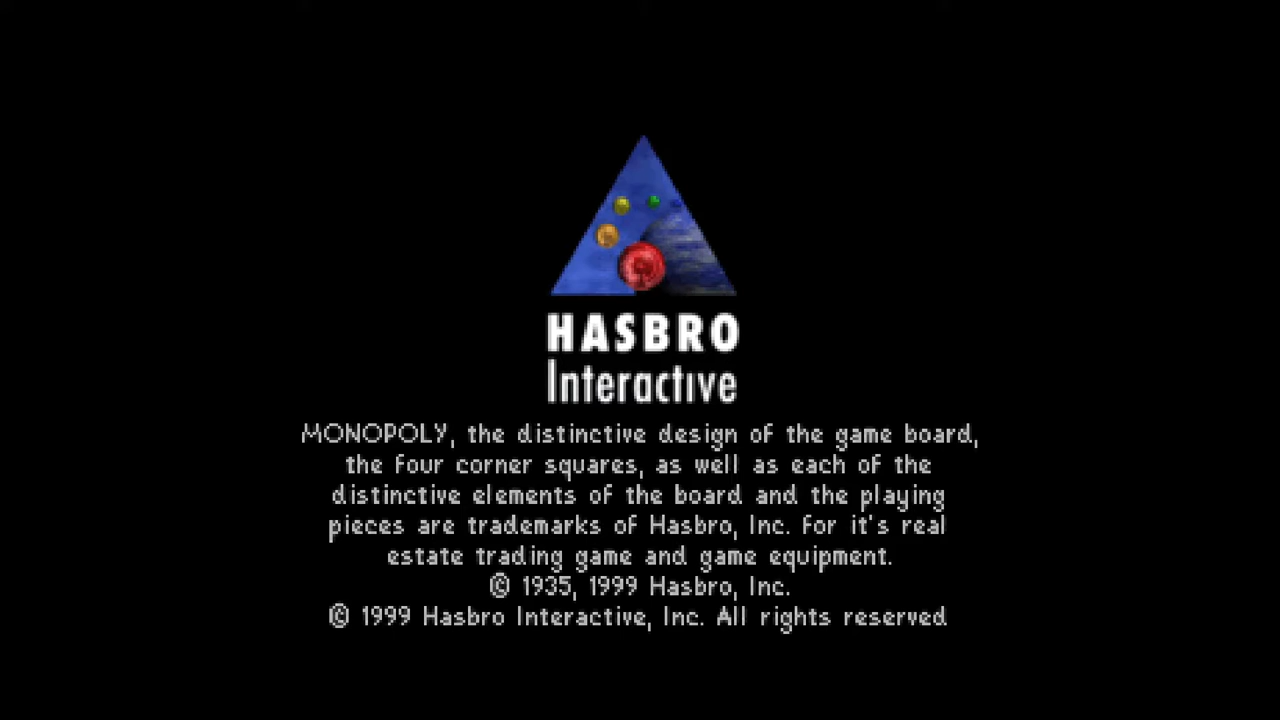 HASBRO
Interactive
MONOPOLY, the distinctive design of the game board,
the four corner squares, as well as each of the
distinctive elements of the board and the playing
pieces are trademarks of Hasbro, Inc. for it's real
estate trading game and game equipment.
© 1935, 1999 Hasbro, Inc.
© 1999 Hasbro Interactive, Inc. All rights reserved